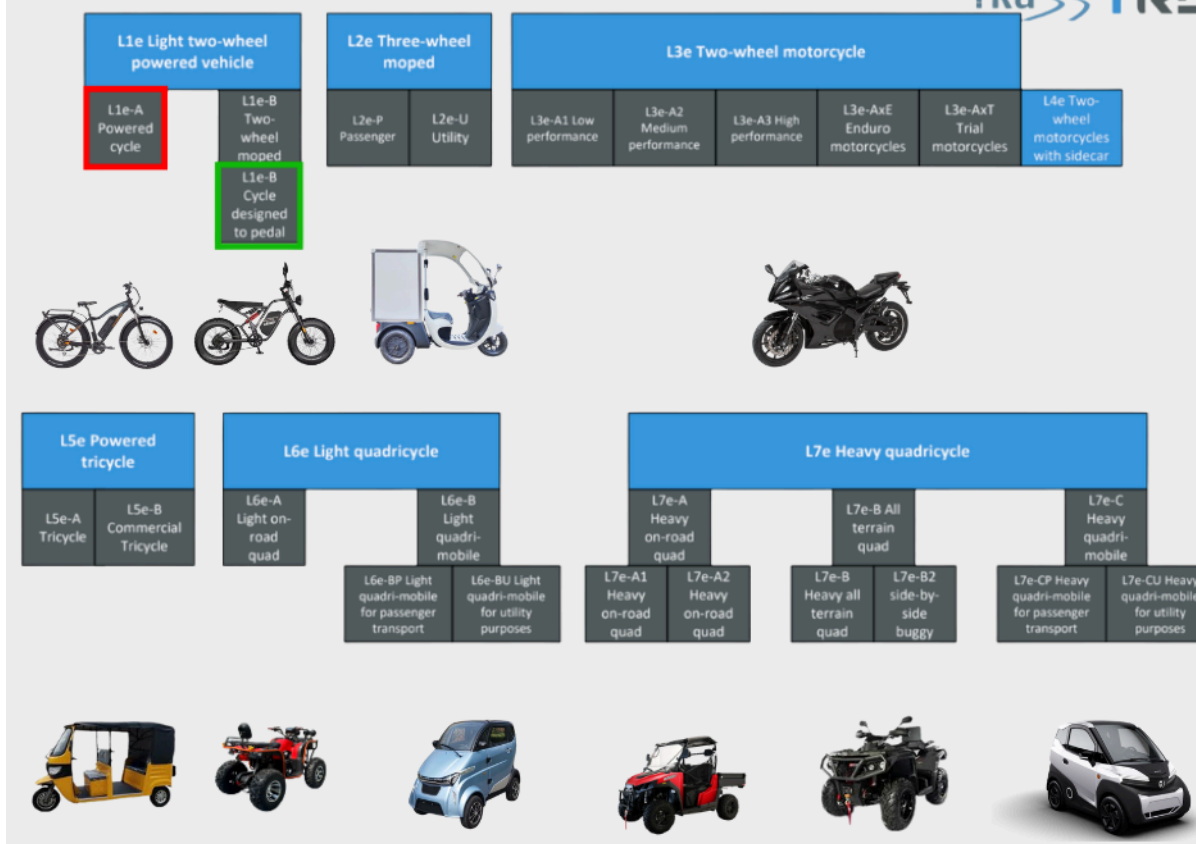 L1e Light two-wheel
powered vehicle
L2e Three-wheel
moped
L3e Two-wheel motorcycle
L1e-A
Powered
cycle
L1e-B
Two-
wheel
moped
L2e-P
Passenger
L2e-U
Utility
L3e-A1 Low
performance
L3e-A2
Medium
performance
L3e-A3 High
performance
L3e-AxE
Enduro
motorcycles
L3e-AxT
Trial
motorcycles
L4e Two-
wheel
motorcycles
with sidecar
L1e-B
Cycle
designed
to pedal
L5e Powered
tricycle
L6e Light quadricycle
L7e Heavy quadricycle
L5e-A
Tricycle
L5e-B
Commercial
Tricycle
L6e-A
Light on-
road
quad
L6e-B
Light
quadri-
mobile
L7e-A
Heavy
on-road
quad
L7e-B All
terrain
quad
L7e-C
Heavy
quadri-
mobile
L6e-BP Light
quadri-mobile
for passenger
transport
L6e-BU Light
quadri-mobile
for utility
purposes
L7e-A1
Heavy
on-road
quad
L7e-A2
Heavy
on-road
quad
L7e-B
Heavy all
terrain
quad
L7e-B2
side-by-
side
buggy
L7e-CP Heavy
quadri-mobile
for passenger
transport
L7e-CU Heavy
quadri-mobile
for utility
purposes